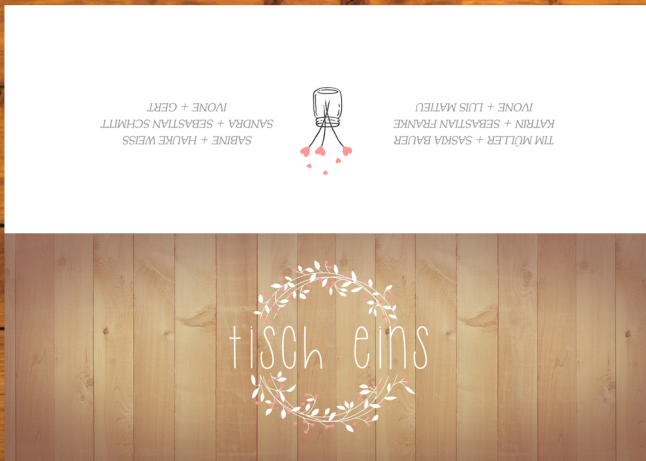 TIM MÜLLER + SASKIA BAUER
KATRIN + SEBASTIAN FRANKE
IVONE + LUIS MATIEU
SABINE + HAUKE WEISS
SANDRA + SEBASTIAN SCHMITT
IVONE + GERT
tisch eins